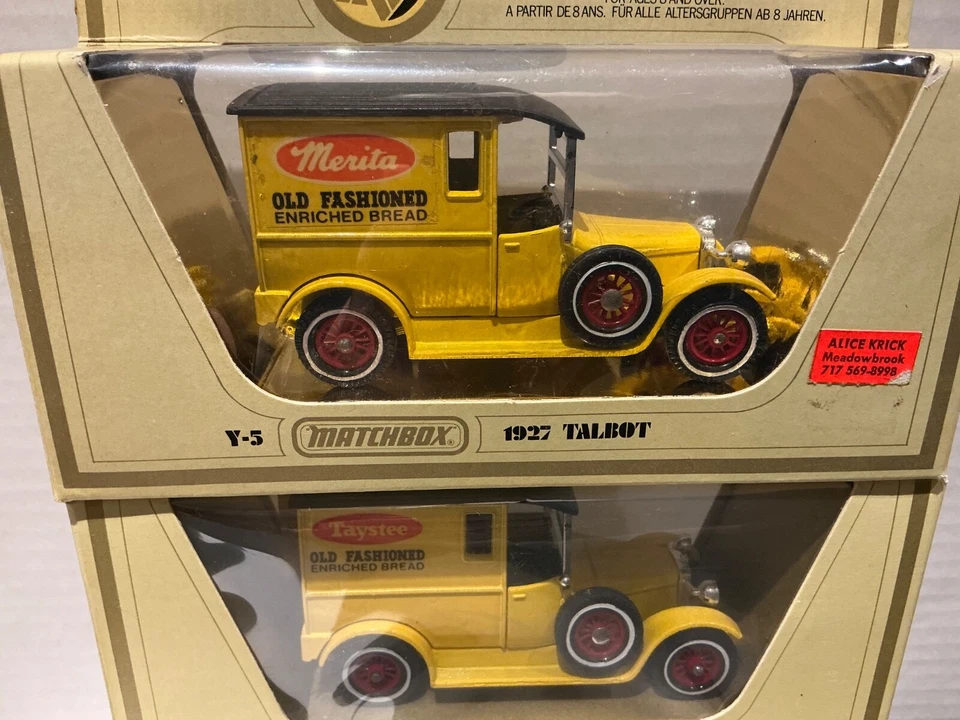 A PARTIR DE 8 ANS. FÜR ALLE ALTERSGRUPPEN AB 8 JAHREN.
Merita
OLD FASHIONED
ENRICHED BREAD
ALICE KRICK
Meadowbrook
717 569-8998
Y-5 MATCHBOX 1927 TALBOT
Taystee
OLD FASHIONED
ENRICHED BREAD